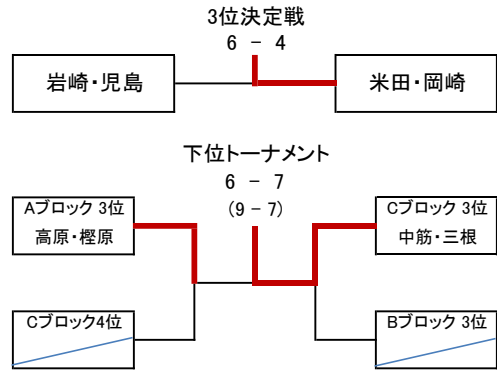 3位決定戦
6 － 4
岩崎・児島
米田・岡崎
下位トーナメント
6 － 7
(9－7)
Aブロック 3位
高原・樫原
Cブロック 3位
中筋・三根
Cブロック4位
Bブロック 3位